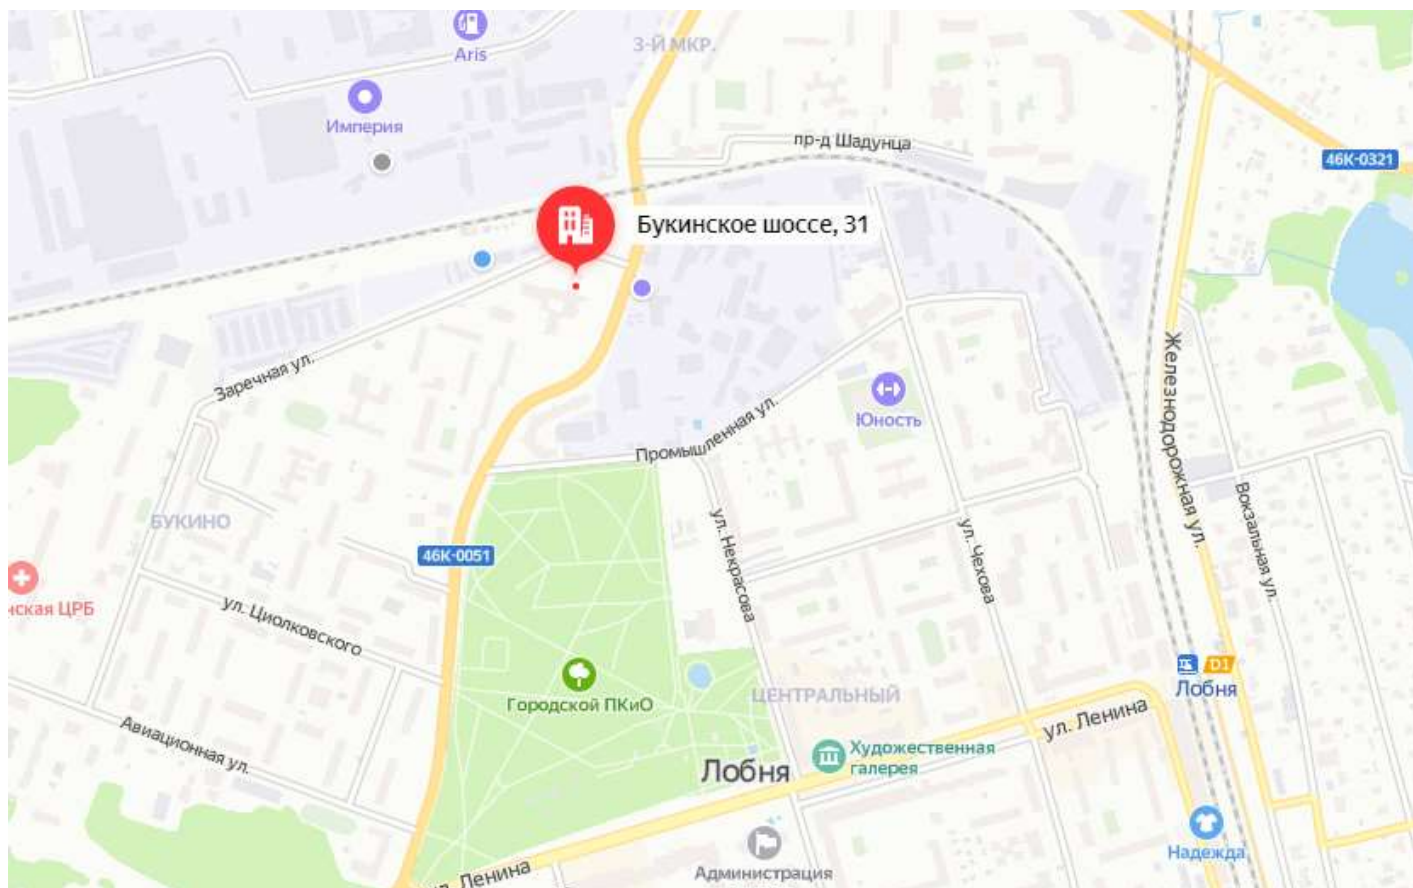 Aris
3-Й МКР.
Империя
пр-д Шадунца
46К-0321
Букинское шоссе, 31
Заречная ул.
Юность
Железнодорожная ул.
Промышленная ул.
Вокзальная ул.
БУКИНО
ул. Некрасова
ул. Чехова
46К-0051
нская ЦРБ
ул. Циолковского
D1
Лобня
Городской ПКиО
ЦЕНТРАЛЬНЫЙ
ул. Ленина
Авиационная ул.
Художественная
галерея
Лобня
Надежда
Администрация
л. Ленина